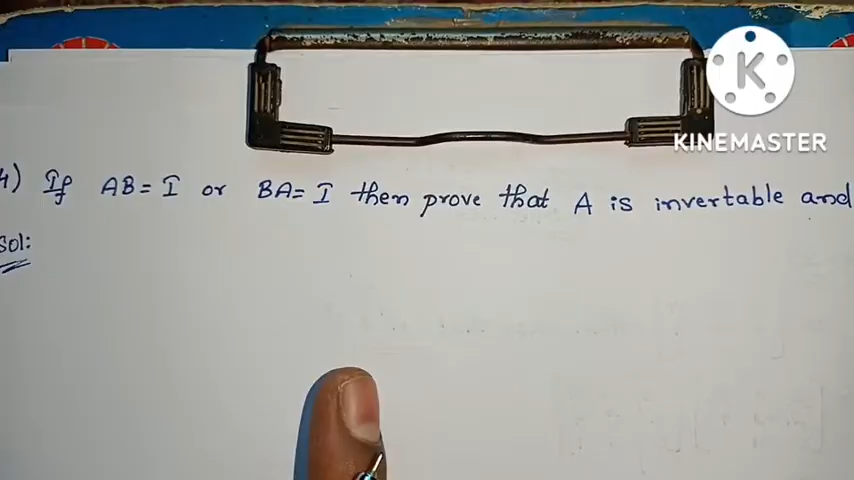 KINEMASTER
4) If AB = I or BA = I then prove that A is invertable and
Sol: